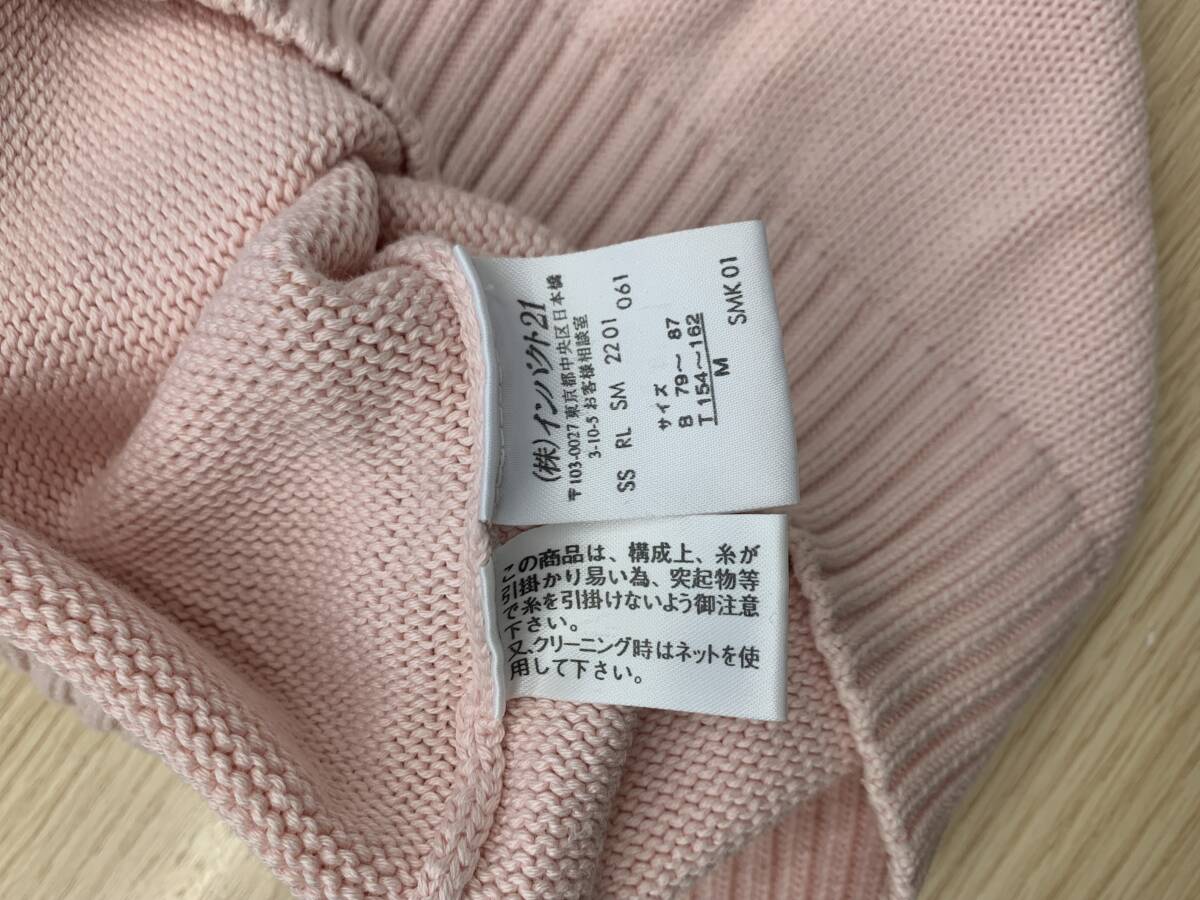 (株)インパクト21
〒103-0027 東京都中央区日本橋
3-10-5 お客様相談室
SS RL SM 2201 061
サイズ
B 79〜 87
T 154〜162
M
SMK01
この商品は、構成上、糸が
引掛かり易い為、突起物等
で糸を引掛けないよう御注意
下さい。
又、クリーニング時はネットを使
用して下さい。